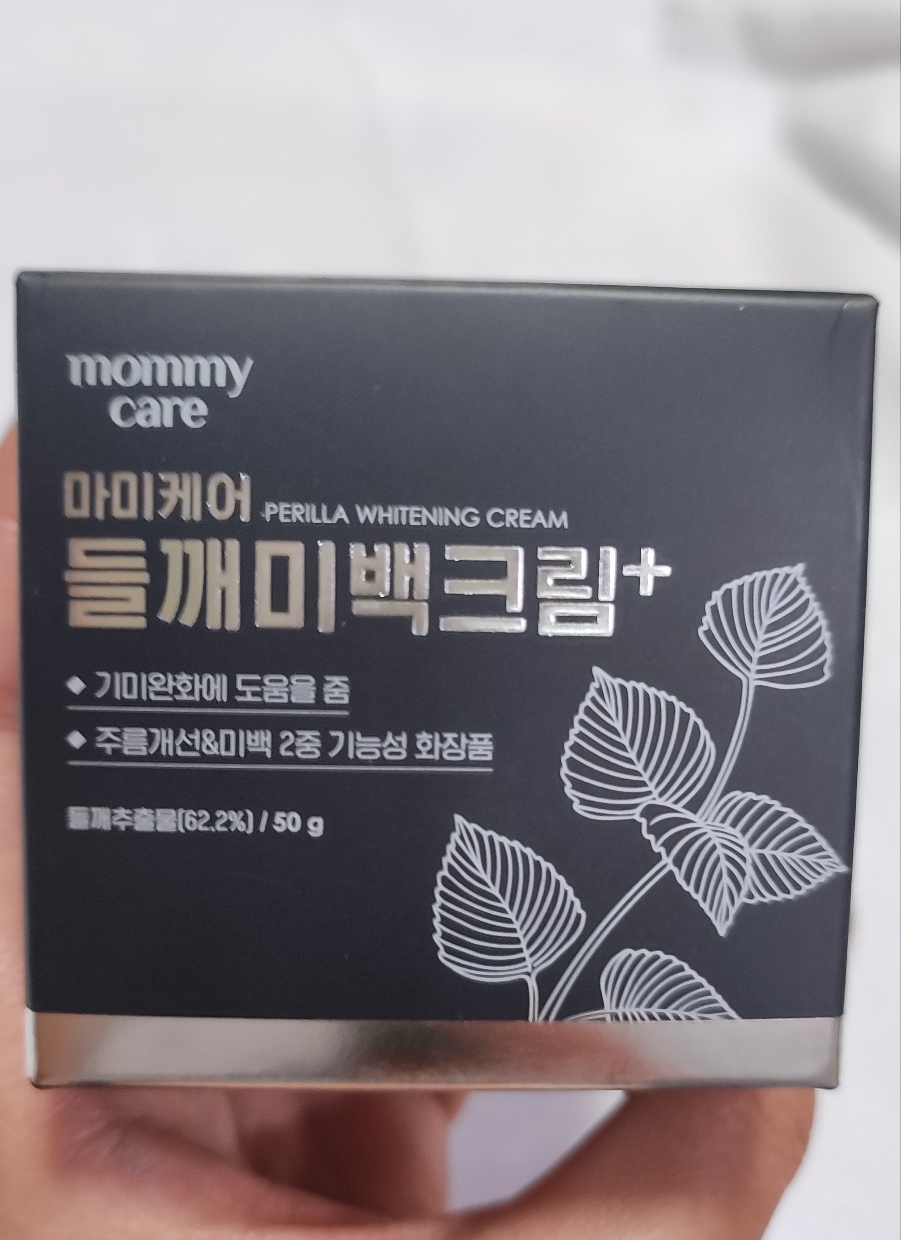 mommy
care
마미케어 PERILLA WHITENING CREAM
들깨미백크림+
◆ 기미완화에 도움을 줌
◆ 주름개선&미백 2중 기능성 화장품
들깨추출물(62.2%) / 50 g